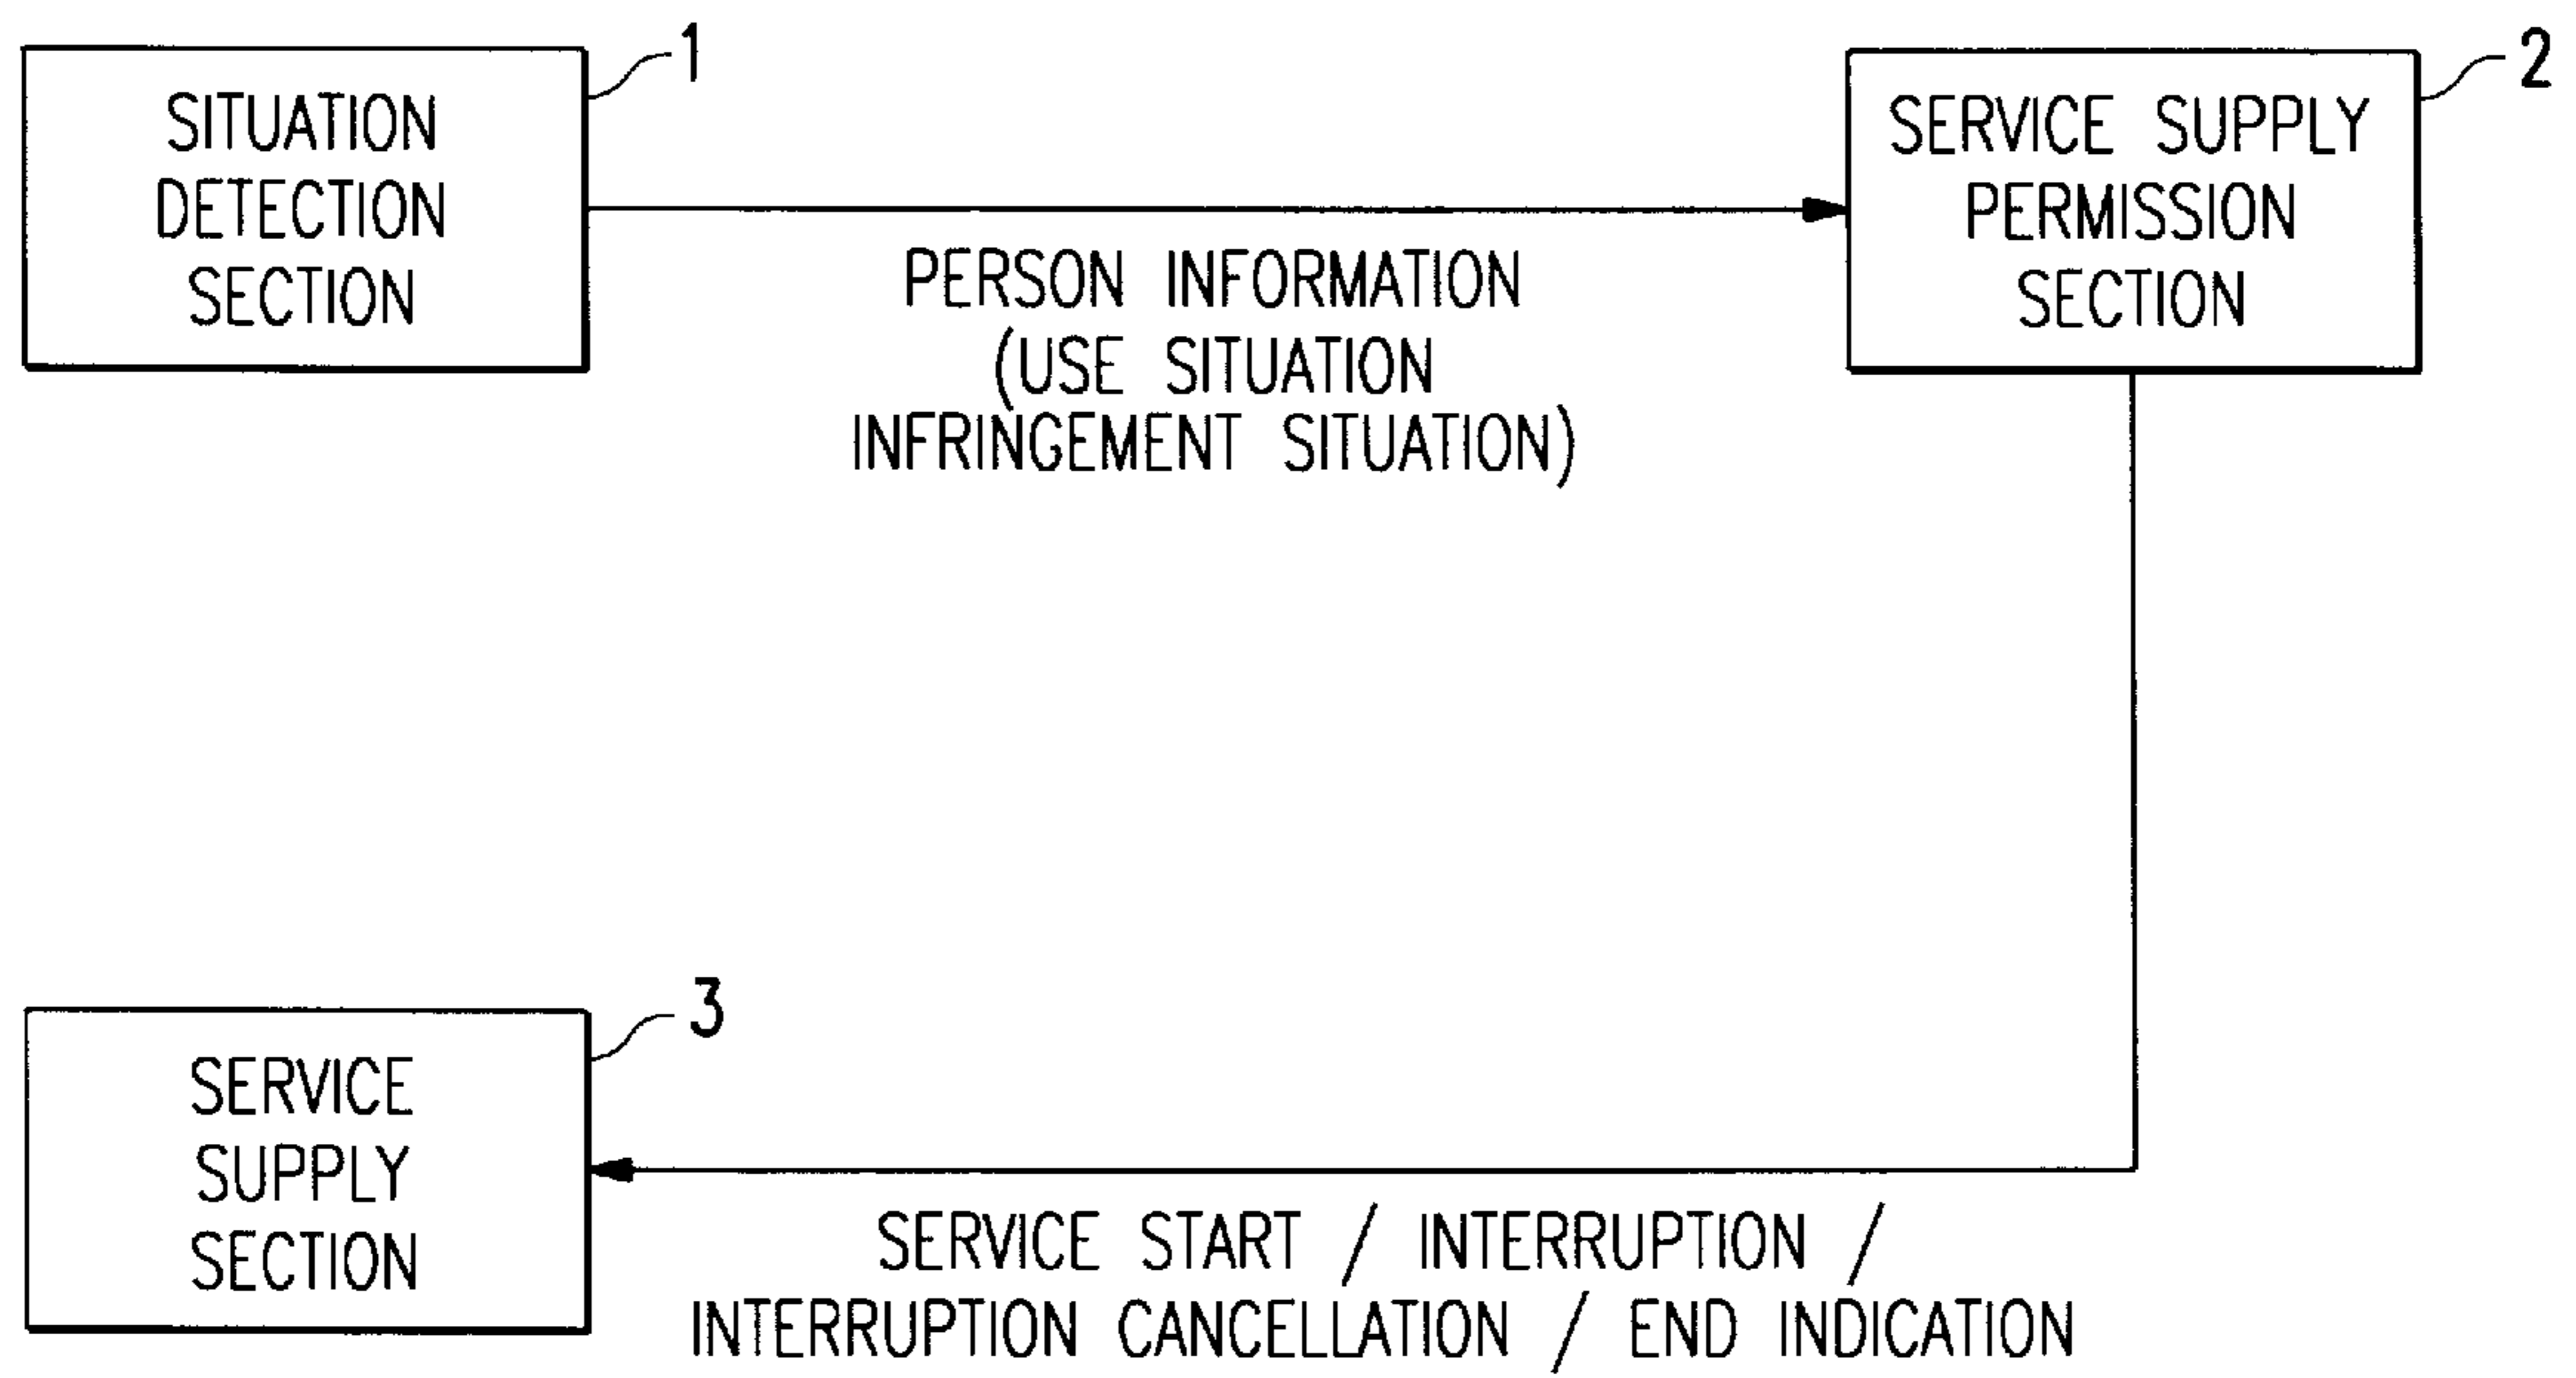 1
SITUATION
DETECTION
SECTION
2
SERVICE SUPPLY
PERMISSION
SECTION
PERSON INFORMATION
(USE SITUATION
INFRINGEMENT SITUATION)
3
SERVICE
SUPPLY
SECTION
SERVICE START / INTERRUPTION /
INTERRUPTION CANCELLATION / END INDICATION